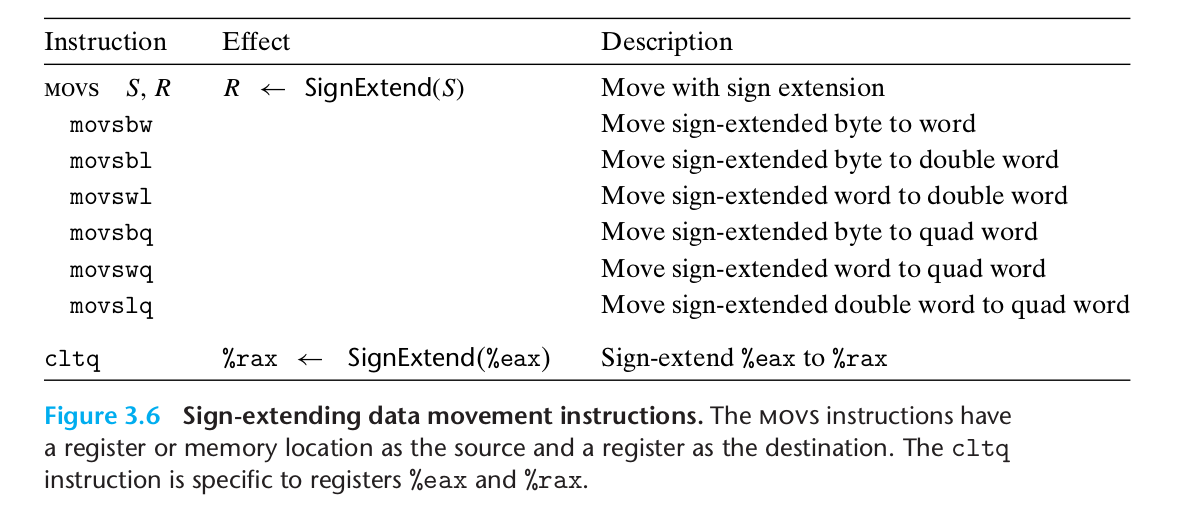 Instruction Effect Description
MOVS S, R R ← SignExtend(S) Move with sign extension
movsbw Move sign-extended byte to word
movsbl Move sign-extended byte to double word
movswl Move sign-extended word to double word
movsbq Move sign-extended byte to quad word
movswq Move sign-extended word to quad word
movslq Move sign-extended double word to quad word
cltq %rax ← SignExtend(%eax) Sign-extend %eax to %rax
Figure 3.6 Sign-extending data movement instructions. The MOVS instructions have
a register or memory location as the source and a register as the destination. The cltq
instruction is specific to registers %eax and %rax.